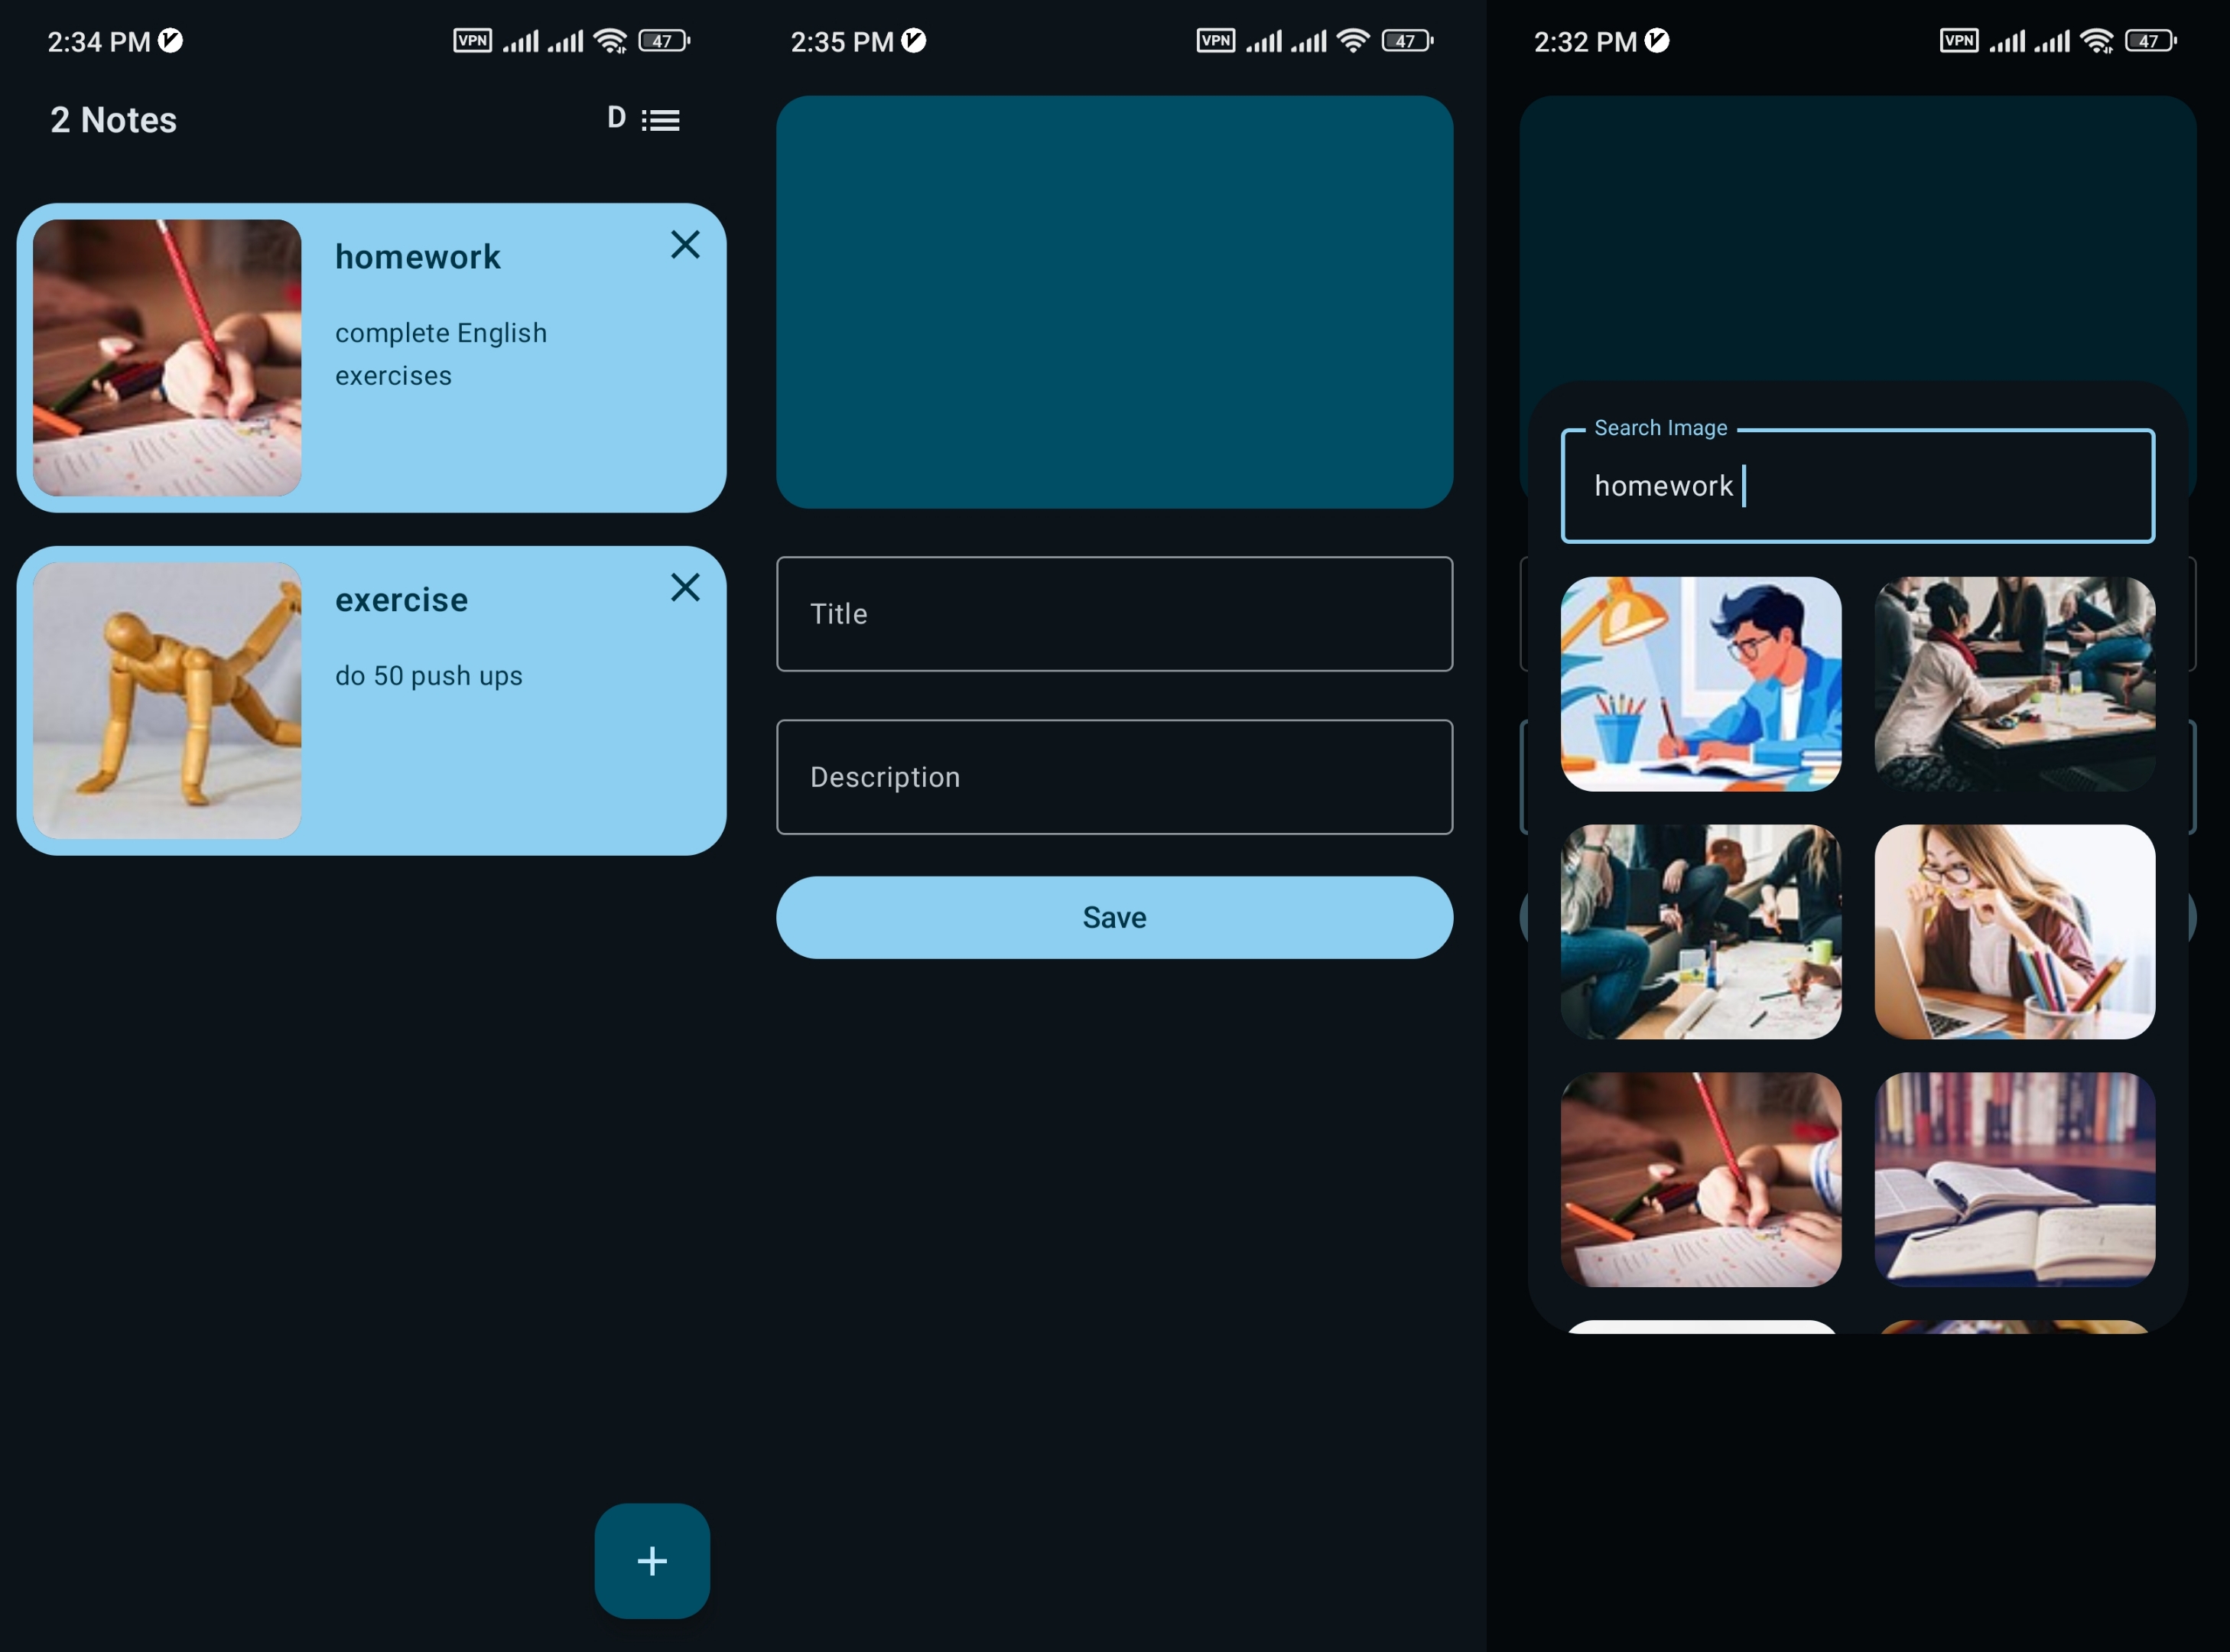 2:34 PM
VPN
47
2 Notes
D
homework
complete English
exercises
exercise
do 50 push ups
2:35 PM
VPN
47
Title
Description
Save
2:32 PM
VPN
47
Search Image
homework